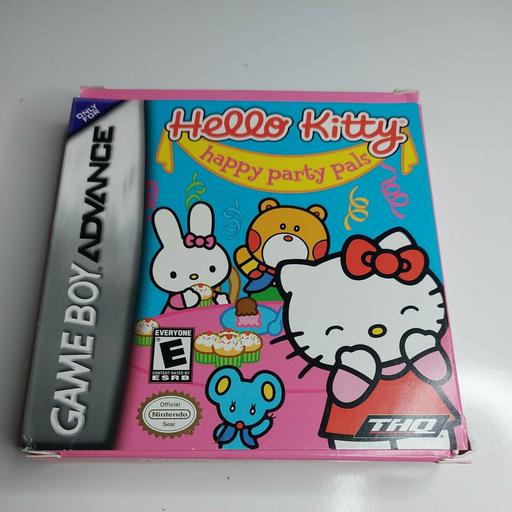 ONLY
FOR
GAME BOY ADVANCE
Hello Kitty®
happy party pals
EVERYONE
E
CONTENT RATED BY
ESRB
Official
Nintendo
Seal
THQ